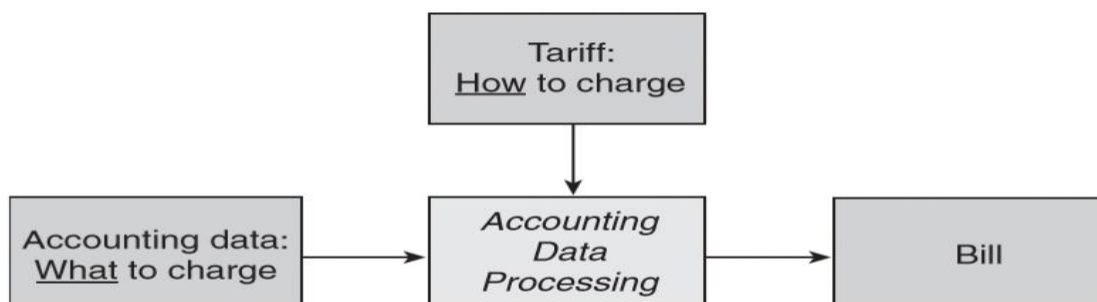 Tariff:
How to charge
Accounting data:
What to charge
Accounting
Data
Processing
Bill